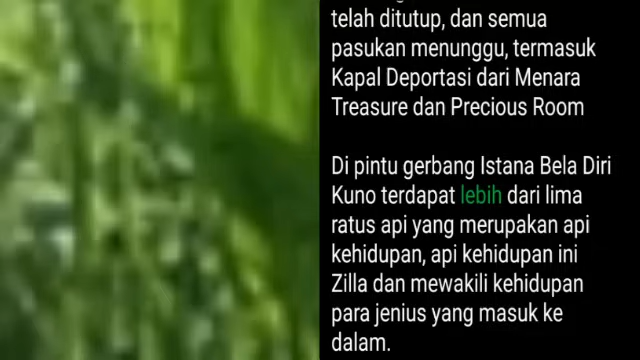 telah ditutup, dan semua
pasukan menunggu, termasuk
Kapal Deportasi dari Menara
Treasure dan Precious Room
Di pintu gerbang Istana Bela Diri
Kuno terdapat lebih dari lima
ratus api yang merupakan api
kehidupan, api kehidupan ini
Zilla dan mewakili kehidupan
para jenius yang masuk ke
dalam.